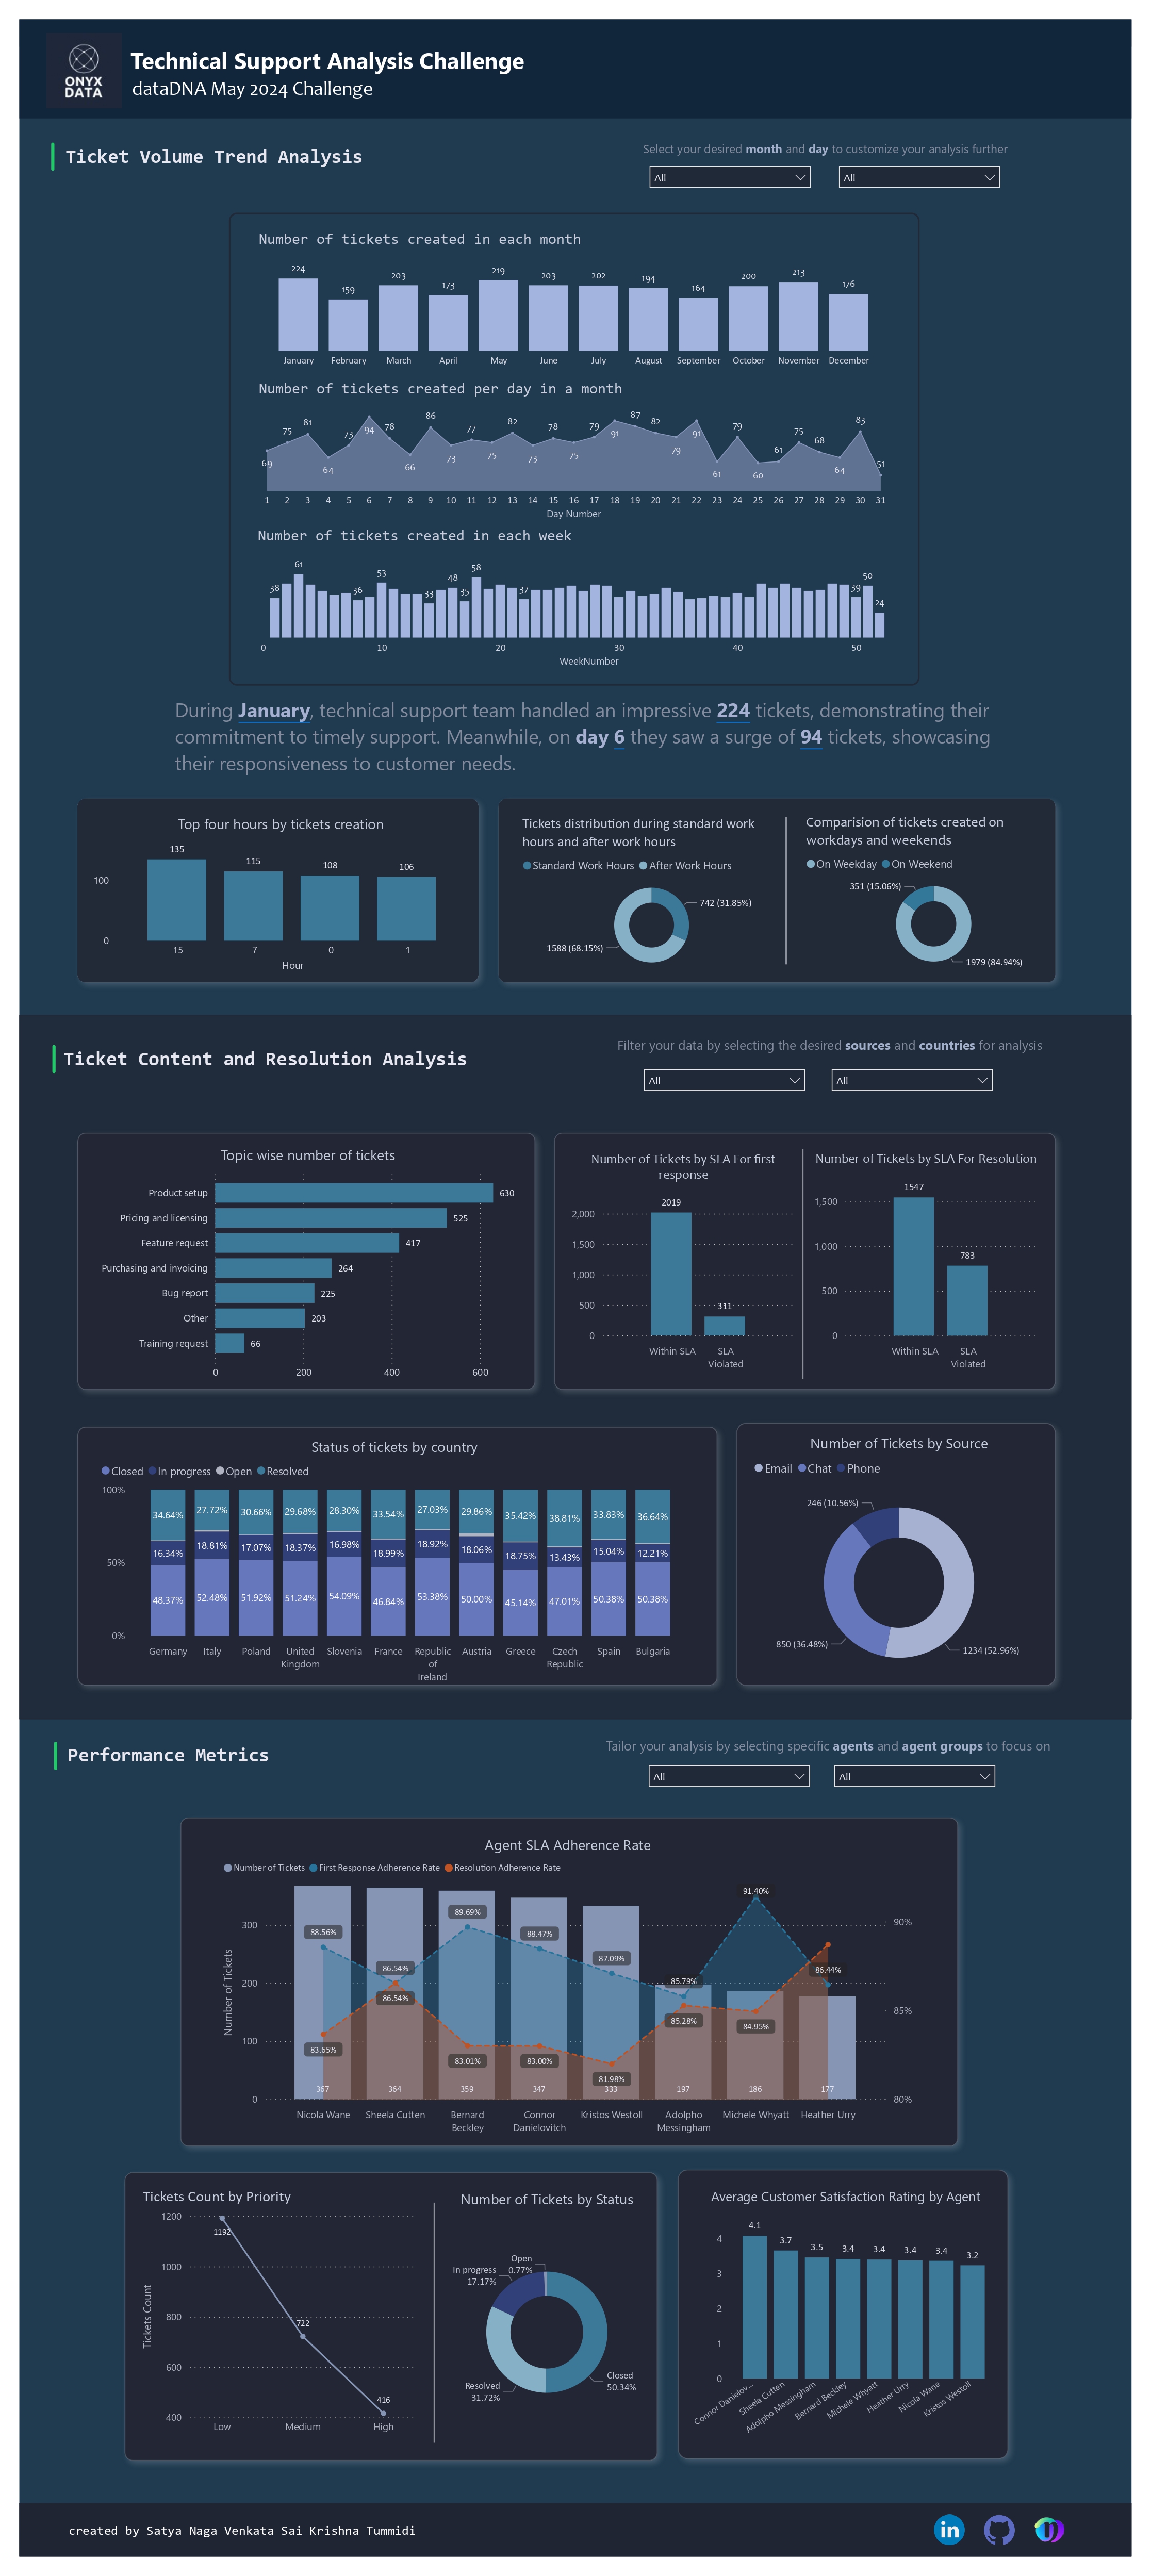 ONYX
DATA
Technical Support Analysis Challenge
dataDNA May 2024 Challenge
Ticket Volume Trend Analysis
Select your desired month and day to customize your analysis further
All All
Number of tickets created in each month
224 159 203 173 219 203 202 194 164 200 213 176
January February March April May June July August September October November December
Number of tickets created per day in a month
69 75 81 64 73 94 78 66 86 73 77 75 82 73 78 75 79 91 87 82 79 91 61 79 60 61 75 68 64 83 51
1 2 3 4 5 6 7 8 9 10 11 12 13 14 15 16 17 18 19 20 21 22 23 24 25 26 27 28 29 30 31
Day Number
Number of tickets created in each week
38 61 36 53 33 48 35 58 37 39 50 24
0 10 20 30 40 50
WeekNumber
During January, technical support team handled an impressive 224 tickets, demonstrating their
commitment to timely support. Meanwhile, on day 6 they saw a surge of 94 tickets, showcasing
their responsiveness to customer needs.
Top four hours by tickets creation
135 115 108 106
100
0
15 7 0 1
Hour
Tickets distribution during standard work
hours and after work hours
Standard Work Hours After Work Hours
742 (31.85%)
1588 (68.15%)
Comparision of tickets created on
workdays and weekends
On Weekday On Weekend
351 (15.06%)
1979 (84.94%)
Ticket Content and Resolution Analysis
Filter your data by selecting the desired sources and countries for analysis
All All
Topic wise number of tickets
Product setup 630
Pricing and licensing 525
Feature request 417
Purchasing and invoicing 264
Bug report 225
Other 203
Training request 66
0 200 400 600
Number of Tickets by SLA For first
response
2019
2,000
1,500
1,000
500
311
0
Within SLA SLA
Violated
Number of Tickets by SLA For Resolution
1547
1,500
1,000
783
500
0
Within SLA SLA
Violated
Status of tickets by country
Closed In progress Open Resolved
100%
34.64% 27.72% 30.66% 29.68% 28.30% 33.54% 27.03% 29.86% 35.42% 38.81% 33.83% 36.64%
16.34% 18.81% 17.07% 18.37% 16.98% 18.99% 18.92% 18.06% 18.75% 13.43% 15.04% 12.21%
50%
48.37% 52.48% 51.92% 51.24% 54.09% 46.84% 53.38% 50.00% 45.14% 47.01% 50.38% 50.38%
0%
Germany Italy Poland United Slovenia France Republic Austria Greece Czech Spain Bulgaria
Kingdom of Republic
Ireland
Number of Tickets by Source
Email Chat Phone
246 (10.56%)
850 (36.48%)
1234 (52.96%)
Performance Metrics
Tailor your analysis by selecting specific agents and agent groups to focus on
All All
Agent SLA Adherence Rate
Number of Tickets First Response Adherence Rate Resolution Adherence Rate
Number of Tickets
300
200
100
0
90%
85%
80%
88.56% 86.54% 89.69% 88.47% 87.09% 85.79% 91.40% 86.44%
83.65% 86.54% 83.01% 83.00% 81.98% 85.28% 84.95%
367 364 359 347 333 197 186 177
Nicola Wane Sheela Cutten Bernard Connor Kristos Westoll Adolpho Michele Whyatt Heather Urry
Beckley Danielovitch Messingham
Tickets Count by Priority
Tickets Count
1200
1000
800
600
400
1192
722
416
Low Medium High
Number of Tickets by Status
Open
0.77%
In progress
17.17%
Resolved
31.72%
Closed
50.34%
Average Customer Satisfaction Rating by Agent
4
3
2
1
0
4.1 3.7 3.5 3.4 3.4 3.4 3.4 3.2
Connor Danielov... Sheela Cutten Adolpho Messingham Bernard Beckley Michele Whyatt Heather Urry Nicola Wane Kristos Westoll
created by Satya Naga Venkata Sai Krishna Tummidi
in